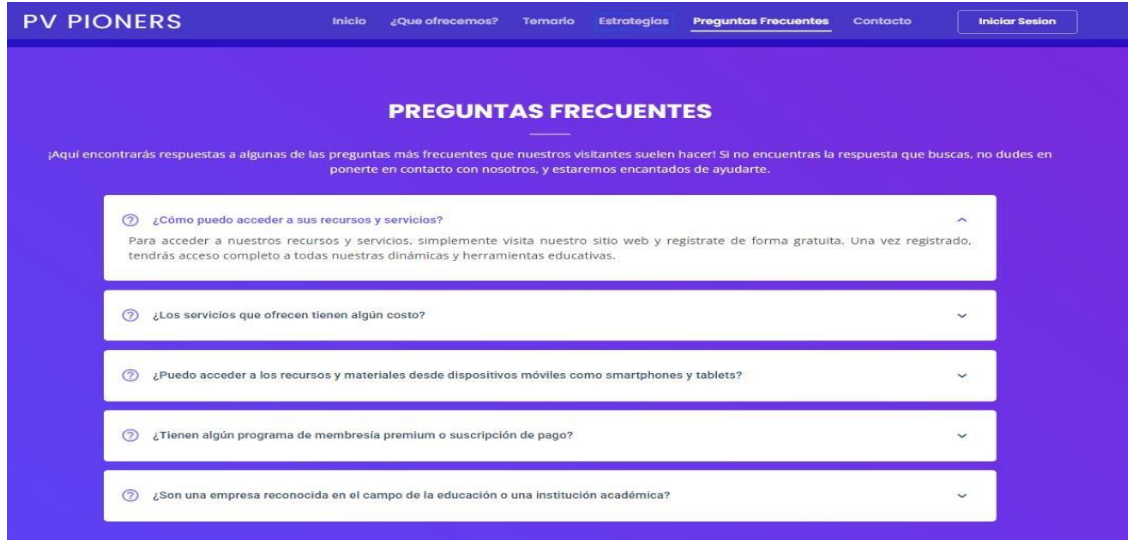 PV PIONERS
Inicio
¿Que ofrecemos?
Temario
Estrategias
Preguntas Frecuentes
Contacto
Iniciar Sesion
PREGUNTAS FRECUENTES
¡Aquí encontrarás respuestas a algunas de las preguntas más frecuentes que nuestros visitantes suelen hacer! Si no encuentras la respuesta que buscas, no dudes en
ponerte en contacto con nosotros, y estaremos encantados de ayudarte.
¿Cómo puedo acceder a sus recursos y servicios?
Para acceder a nuestros recursos y servicios, simplemente visita nuestro sitio web y regístrate de forma gratuita. Una vez registrado,
tendrás acceso completo a todas nuestras dinámicas y herramientas educativas.
¿Los servicios que ofrecen tienen algún costo?
¿Puedo acceder a los recursos y materiales desde dispositivos móviles como smartphones y tablets?
¿Tienen algún programa de membresía premium o suscripción de pago?
¿Son una empresa reconocida en el campo de la educación o una institución académica?